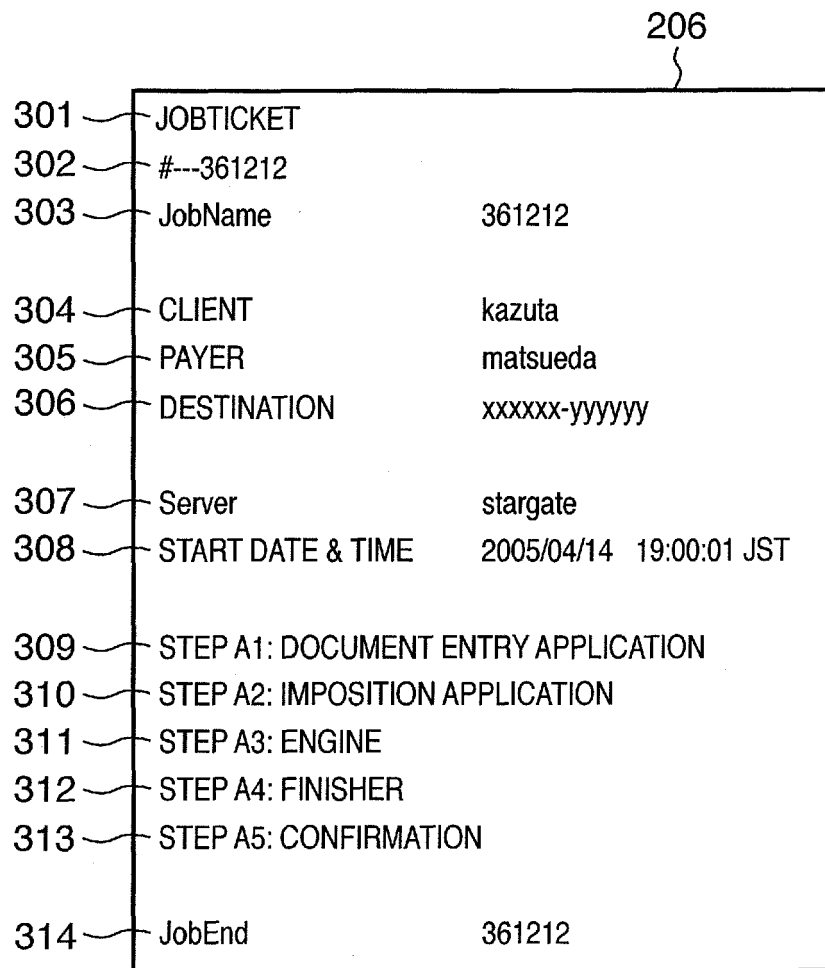 206
301 JOBTICKET
302 #---361212
303 JobName 361212
304 CLIENT kazuta
305 PAYER matsueda
306 DESTINATION xxxxxx-yyyyyy
307 Server stargate
308 START DATE & TIME 2005/04/14 19:00:01 JST
309 STEP A1: DOCUMENT ENTRY APPLICATION
310 STEP A2: IMPOSITION APPLICATION
311 STEP A3: ENGINE
312 STEP A4: FINISHER
313 STEP A5: CONFIRMATION
314 JobEnd 361212